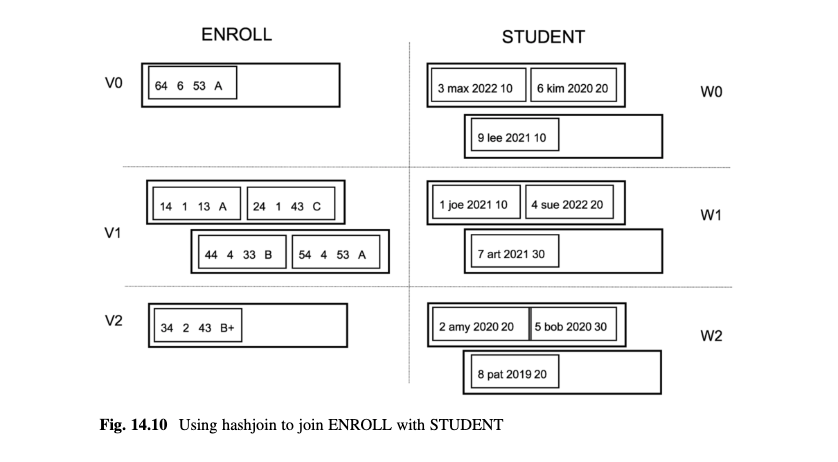 ENROLL
STUDENT
V0
64 6 53 A
3 max 2022 10
6 kim 2020 20
W0
9 lee 2021 10
V1
14 1 13 A
24 1 43 C
1 joe 2021 10
4 sue 2022 20
W1
44 4 33 B
54 4 53 A
7 art 2021 30
V2
34 2 43 B+
2 amy 2020 20
5 bob 2020 30
W2
8 pat 2019 20
Fig. 14.10 Using hashjoin to join ENROLL with STUDENT